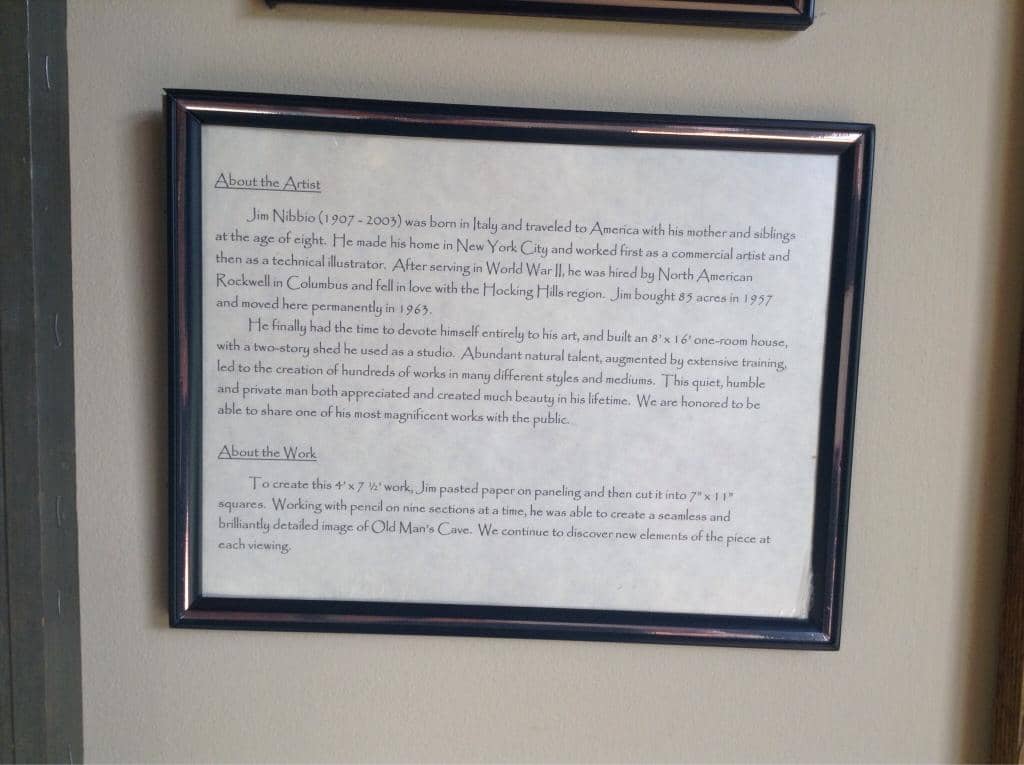 About the Artist
Jim Nibbio (1907 - 2003) was born in Italy and traveled to America with his mother and siblings
at the age of eight. He made his home in New York City and worked first as a commercial artist and
then as a technical illustrator. After serving in World War II, he was hired by North American
Rockwell in Columbus and fell in love with the Hocking Hills region. Jim bought 85 acres in 1957
and moved here permanently in 1963.
He finally had the time to devote himself entirely to his art, and built an 8' x 16' one-room house,
with a two-story shed he used as a studio. Abundant natural talent, augmented by extensive training,
led to the creation of hundreds of works in many different styles and mediums. This quiet, humble
and private man both appreciated and created much beauty in his lifetime. We are honored to be
able to share one of his most magnificent works with the public.
About the Work
To create this 4' x 7 ½' work, Jim pasted paper on paneling and then cut it into 7" x 11"
squares. Working with pencil on nine sections at a time, he was able to create a seamless and
brilliantly detailed image of Old Man's Cave. We continue to discover new elements of the piece at
each viewing.